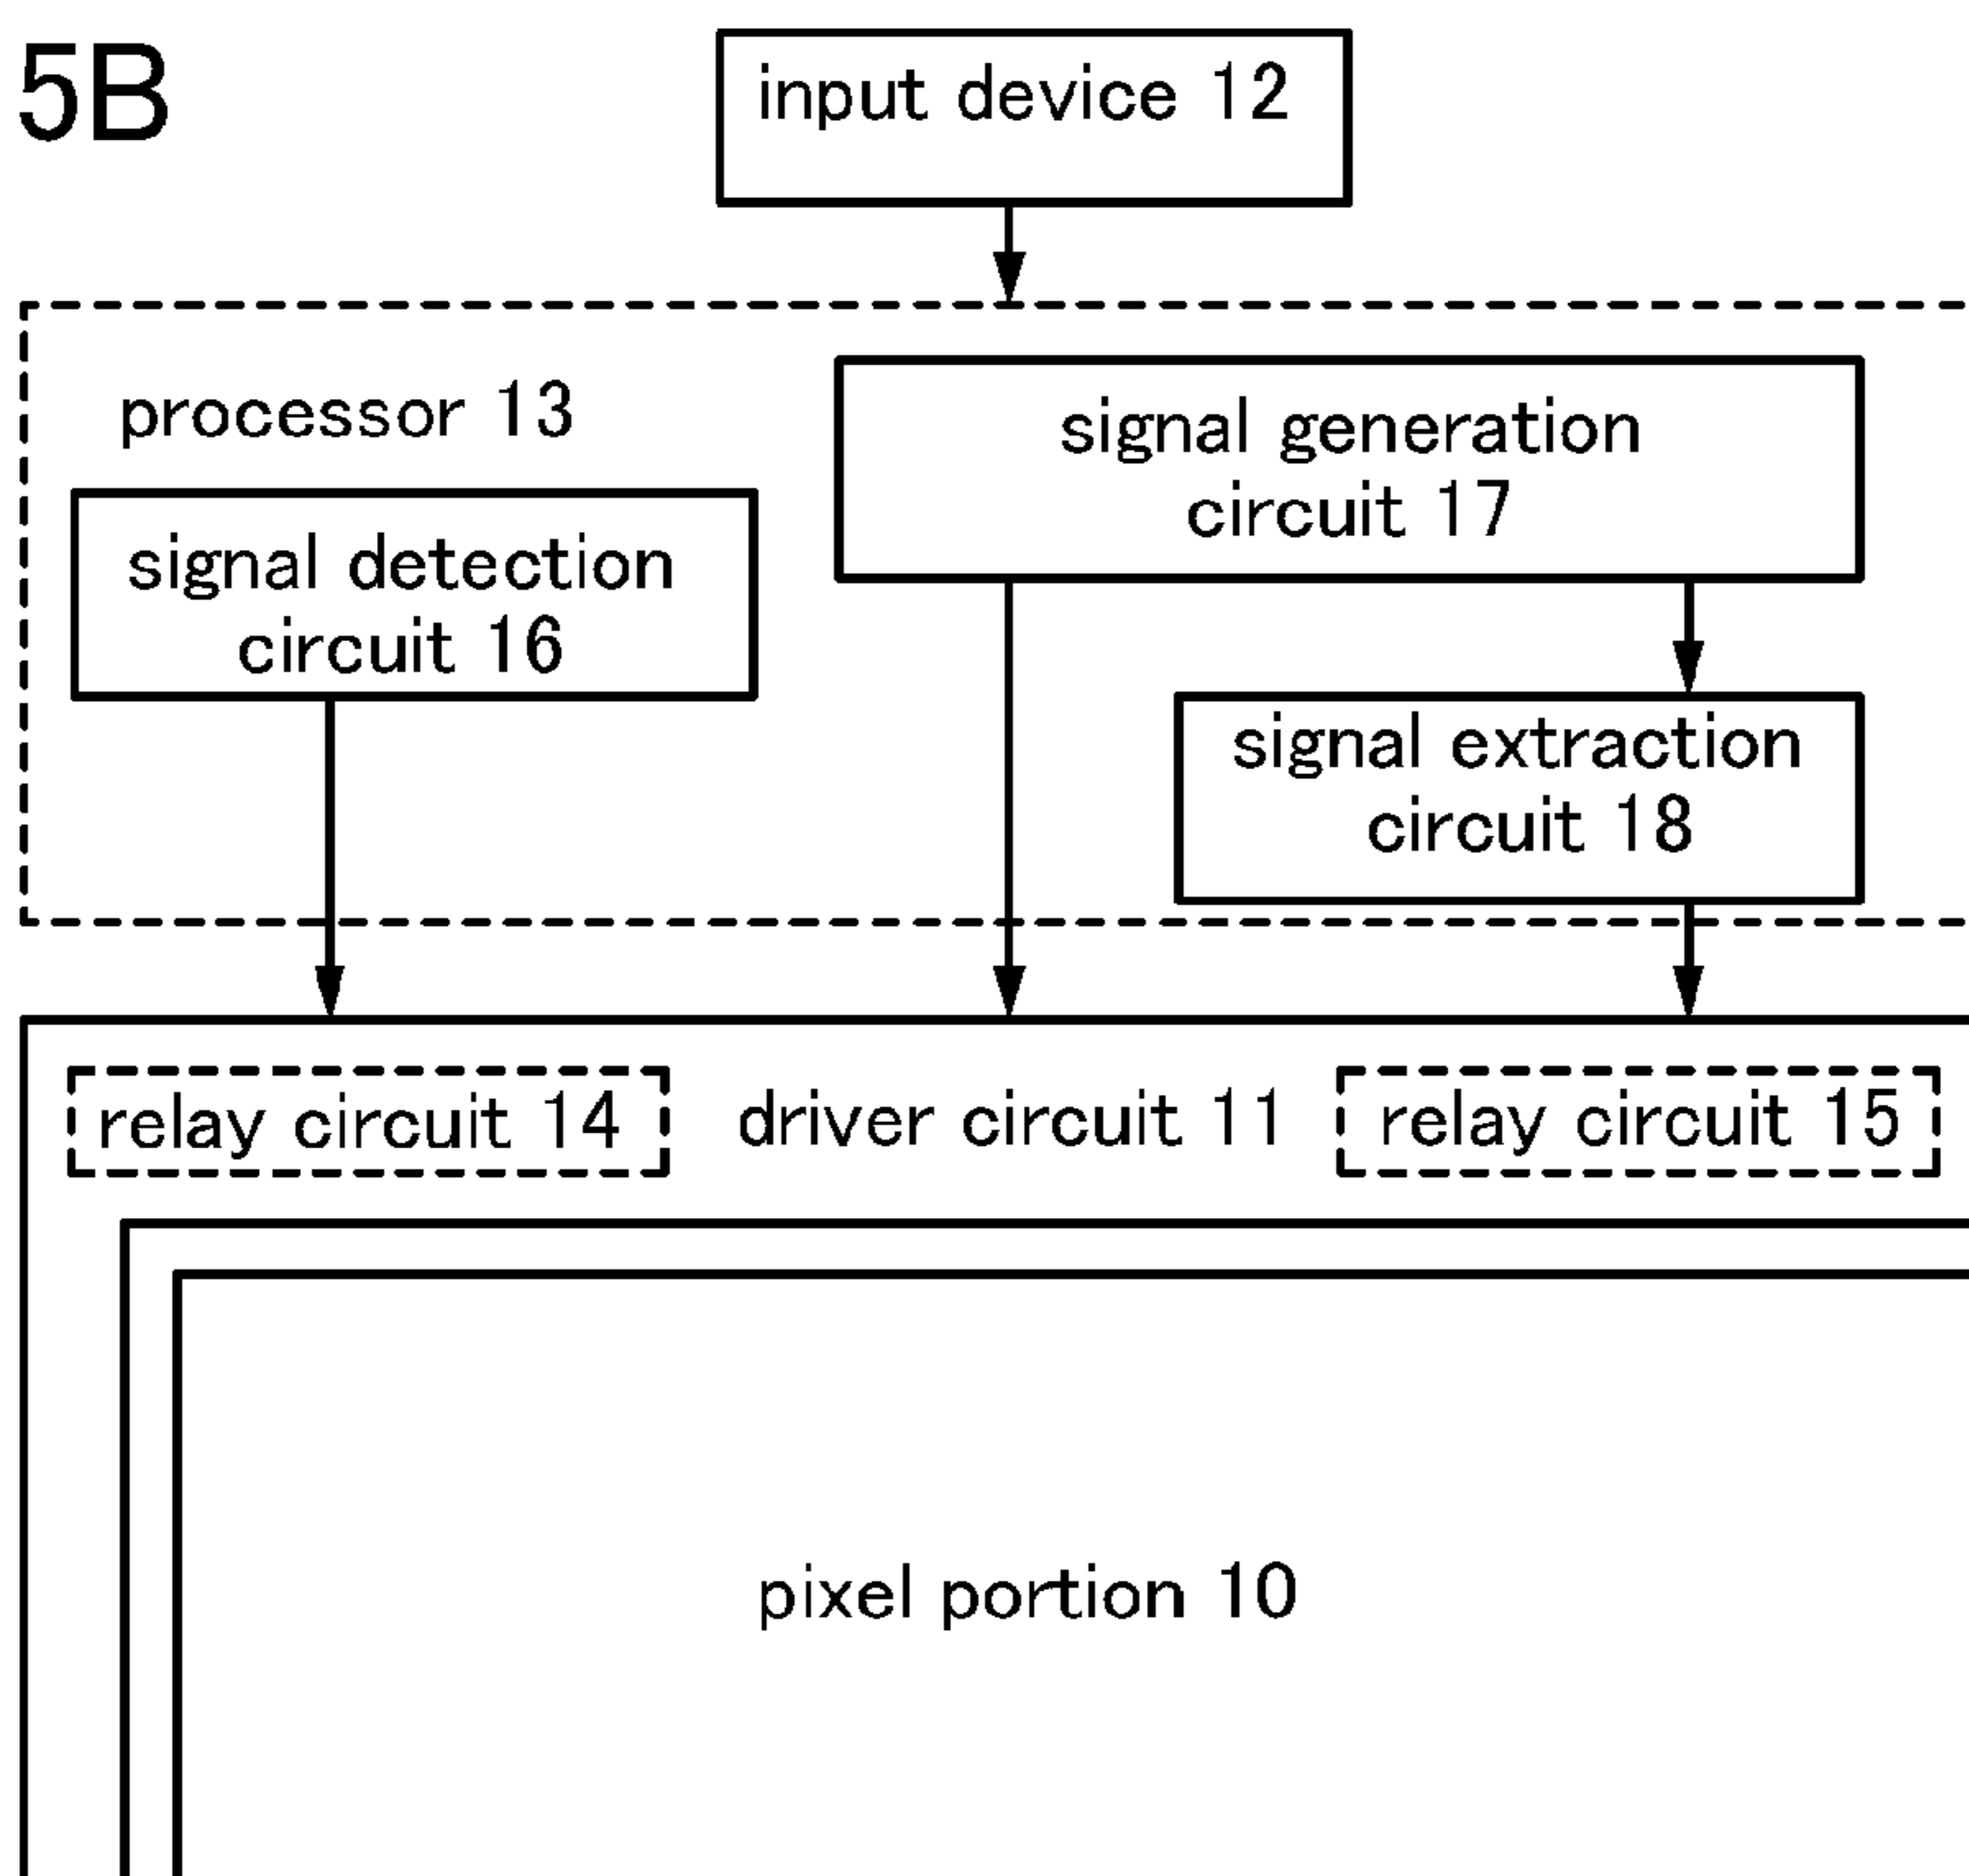 5B
input device 12
processor 13
signal generation
circuit 17
signal detection
circuit 16
signal extraction
circuit 18
relay circuit 14
driver circuit 11
relay circuit 15
pixel portion 10